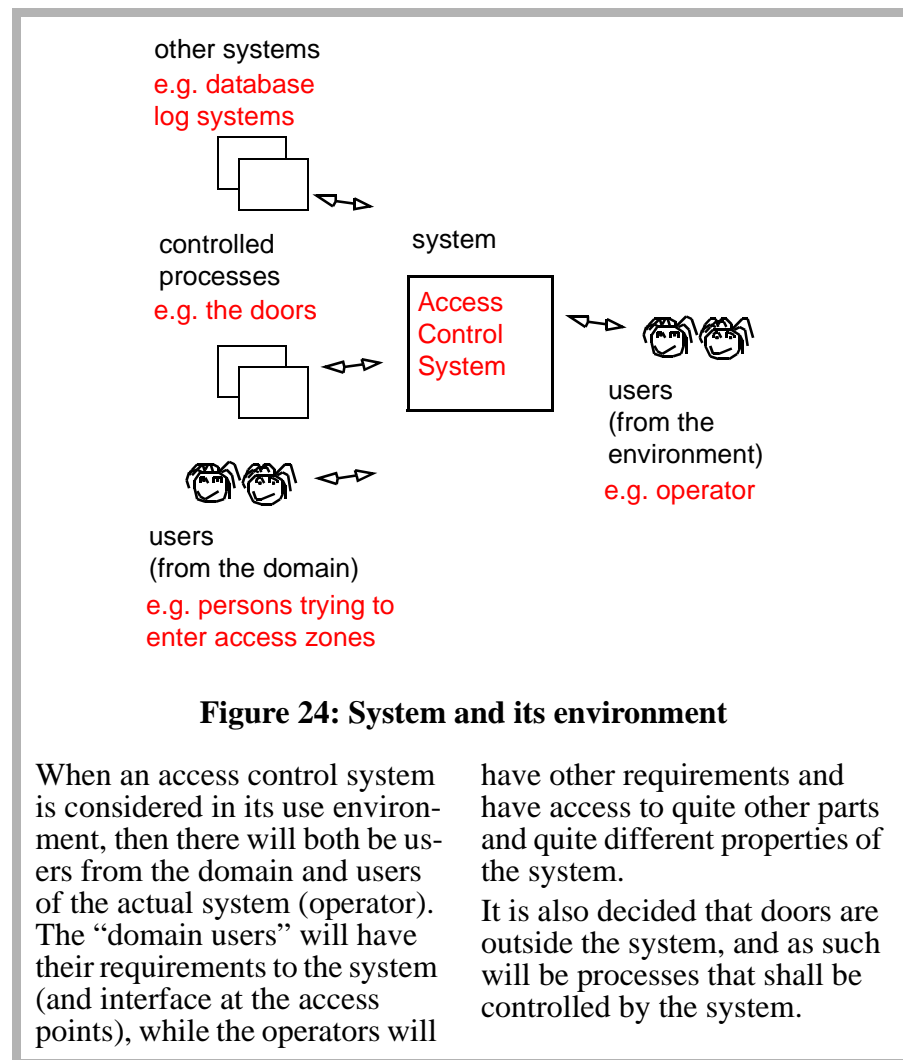 other systems
e.g. database
log systems
controlled
processes
e.g. the doors
system
Access
Control
System
users
(from the
environment)
e.g. operator
users
(from the domain)
e.g. persons trying to
enter access zones
Figure 24: System and its environment
When an access control system
is considered in its use environ-
ment, then there will both be us-
ers from the domain and users
of the actual system (operator).
The “domain users” will have
their requirements to the system
(and interface at the access
points), while the operators will
have other requirements and
have access to quite other parts
and quite different properties of
the system.
It is also decided that doors are
outside the system, and as such
will be processes that shall be
controlled by the system.